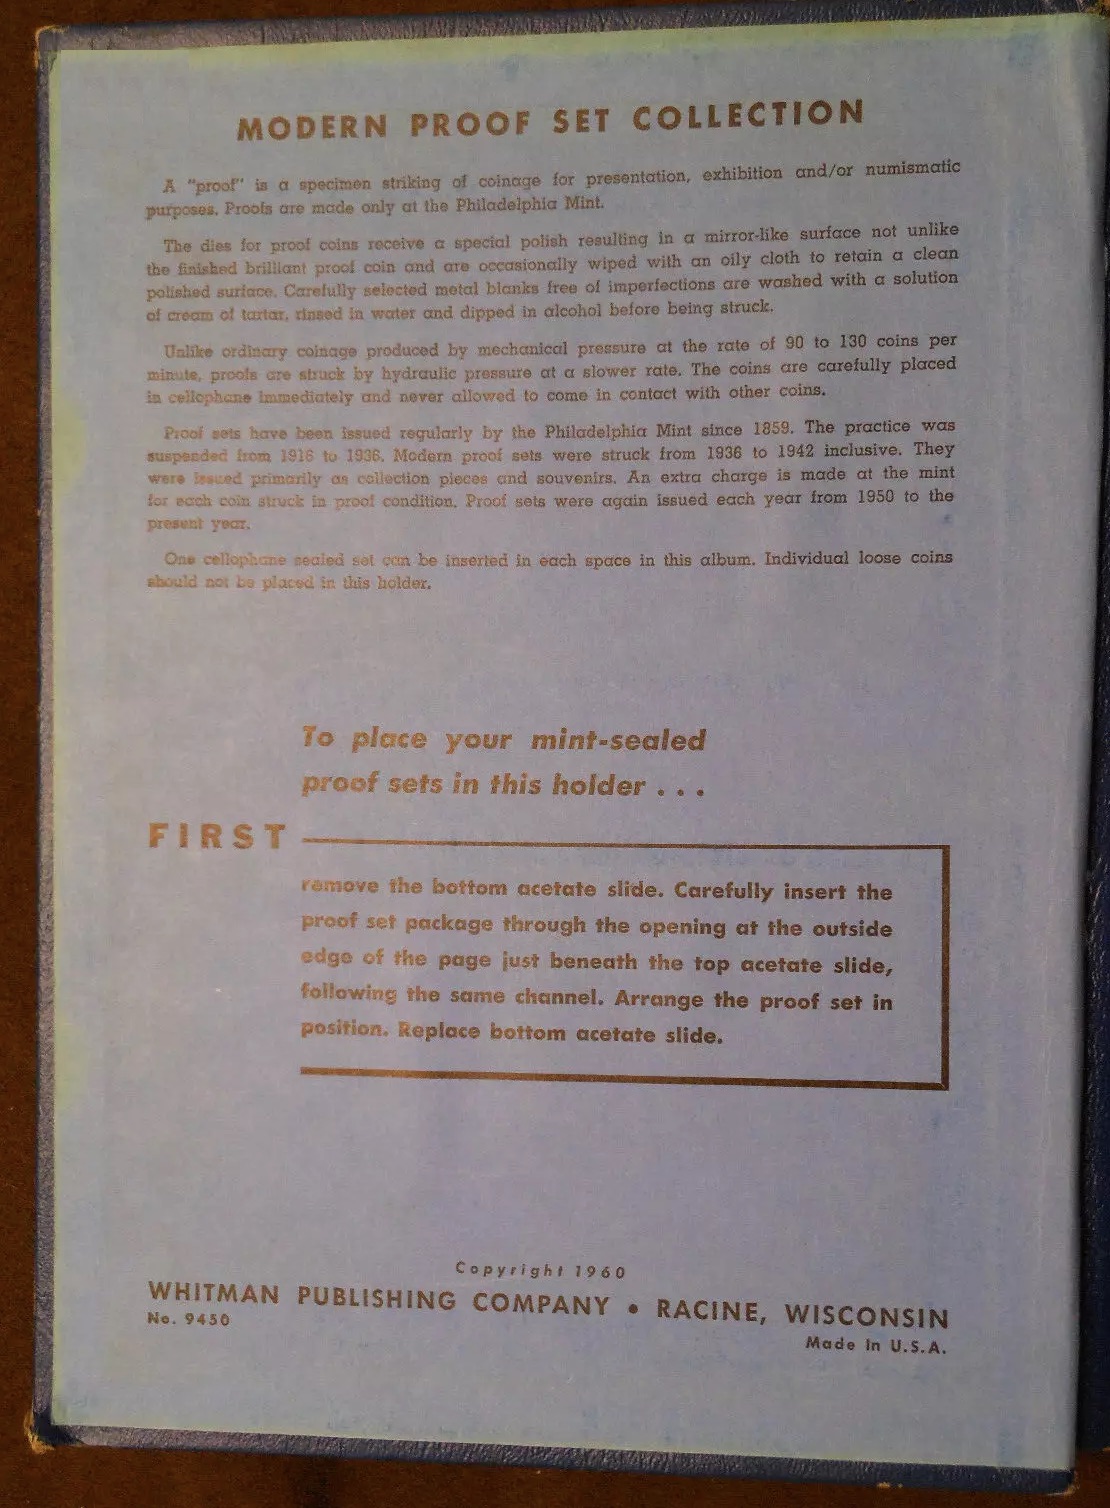 MODERN PROOF SET COLLECTION
A "proof" is a specimen striking of coinage for presentation, exhibition and/or numismatic
purposes. Proofs are made only at the Philadelphia Mint.
The dies for proof coins receive a special polish resulting in a mirror-like surface not unlike
the finished brilliant proof coin and are occasionally wiped with an oily cloth to retain a clean
polished surface. Carefully selected metal blanks free of imperfections are washed with a solution
of cream of tartar, rinsed in water and dipped in alcohol before being struck.
Unlike ordinary coinage produced by mechanical pressure at the rate of 90 to 130 coins per
minute, proofs are struck by hydraulic pressure at a slower rate. The coins are carefully placed
in cellophane immediately and never allowed to come in contact with other coins.
Proof sets have been issued regularly by the Philadelphia Mint since 1859. The practice was
suspended from 1916 to 1936. Modern proof sets were struck from 1936 to 1942 inclusive. They
were issued primarily as collection pieces and souvenirs. An extra charge is made at the mint
for each coin struck in proof condition. Proof sets were again issued each year from 1950 to the
present year.
One cellophane sealed set can be inserted in each space in this album. Individual loose coins
should not be placed in this holder.
To place your mint-sealed
proof sets in this holder . . .
FIRST
remove the bottom acetate slide. Carefully insert the
proof set package through the opening at the outside
edge of the page just beneath the top acetate slide,
following the same channel. Arrange the proof set in
position. Replace bottom acetate slide.
Copyright 1960
WHITMAN PUBLISHING COMPANY • RACINE, WISCONSIN
No. 9450
Made in U.S.A.